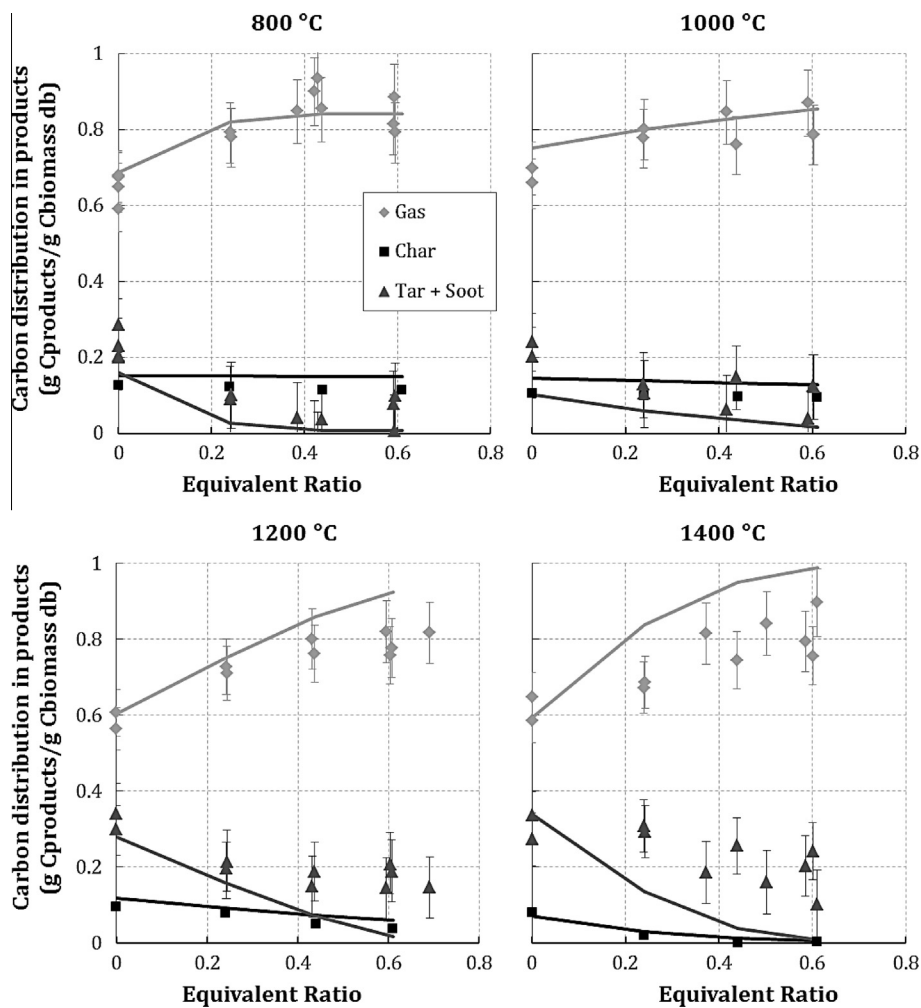 800 °C
1000 °C
Carbon distribution in products
(g Cproducts/g Cbiomass db)
1
0.8
0.6
0.4
0.2
0
Gas
Char
Tar + Soot
0 0.2 0.4 0.6 0.8
Equivalent Ratio
1
0.8
0.6
0.4
0.2
0
0 0.2 0.4 0.6 0.8
Equivalent Ratio
1200 °C
1400 °C
Carbon distribution in products
(g Cproducts/g Cbiomass db)
1
0.8
0.6
0.4
0.2
0
0 0.2 0.4 0.6 0.8
Equivalent Ratio
1
0.8
0.6
0.4
0.2
0
0 0.2 0.4 0.6 0.8
Equivalent Ratio